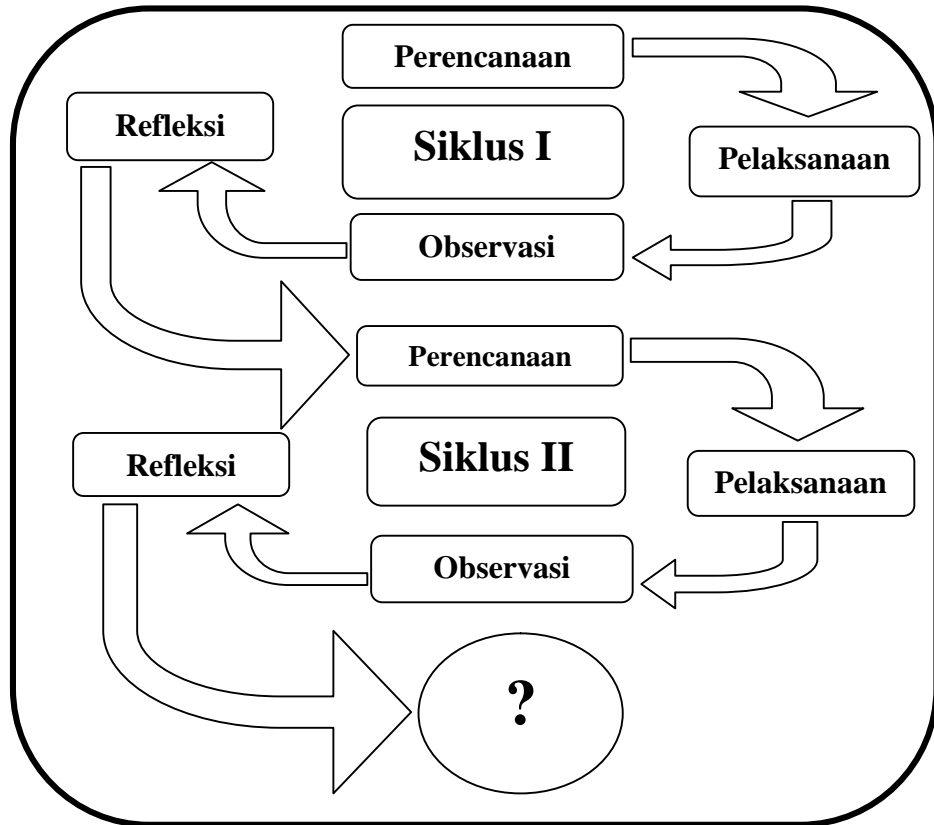 Perencanaan
Refleksi
Siklus I
Pelaksanaan
Observasi
Perencanaan
Refleksi
Siklus II
Pelaksanaan
Observasi
?